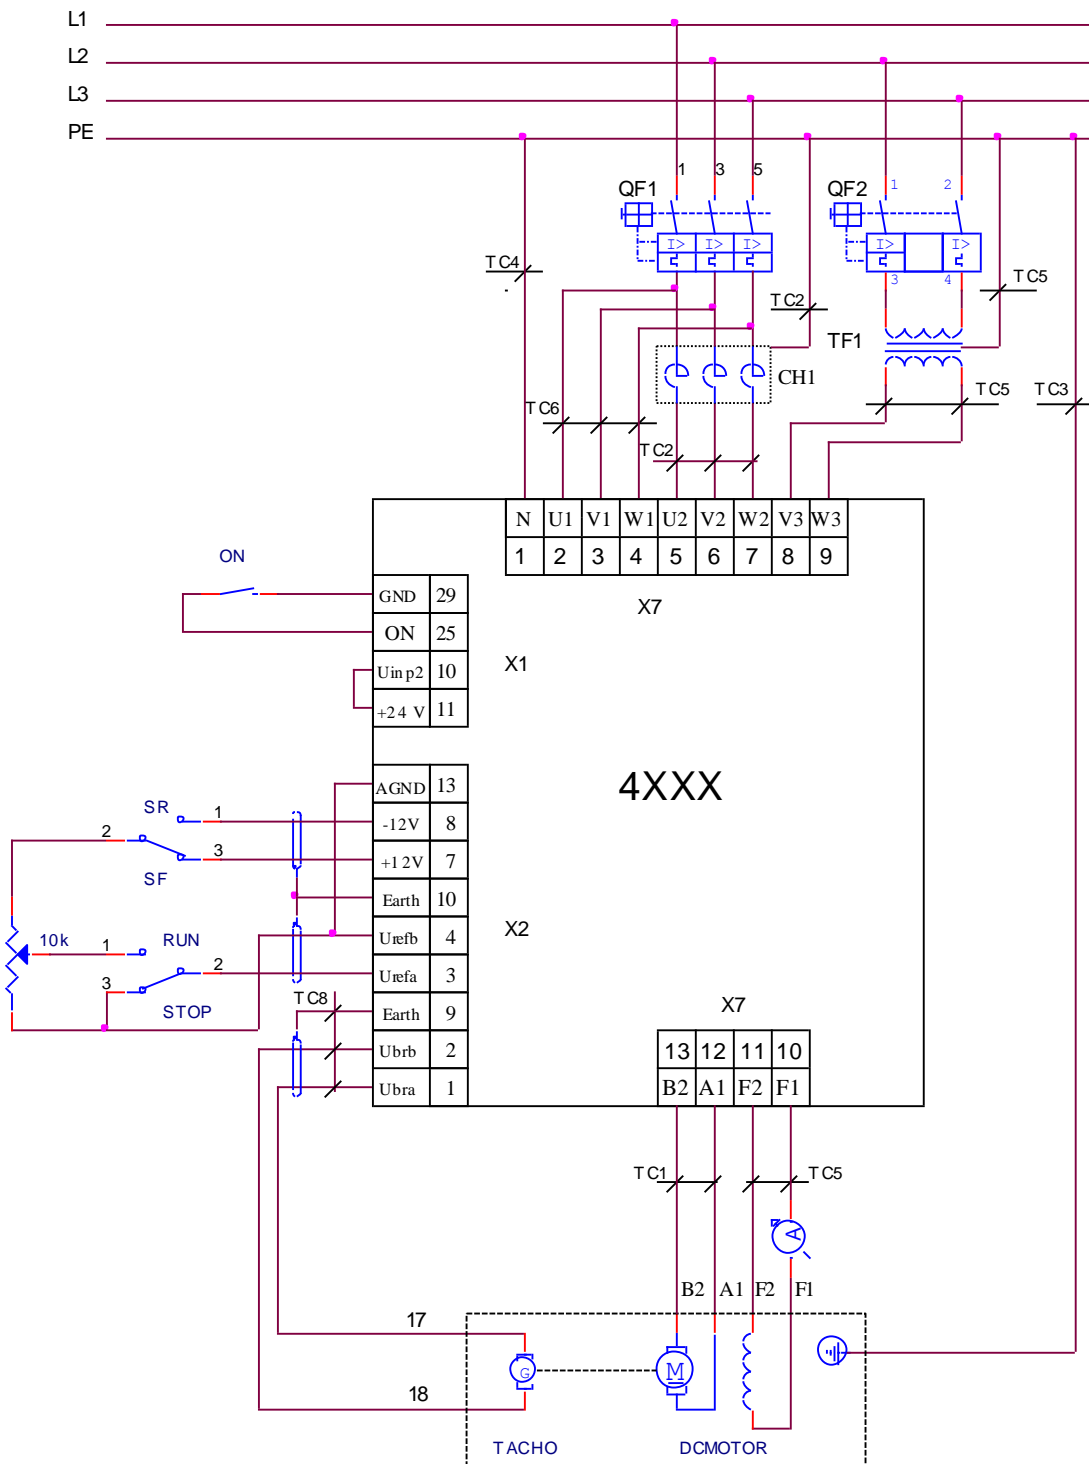 L1
L2
L3
PE
1 3 5
QF1
1 2
QF2
I> I> I>
I> I>
TC4
3 4
TC5
TC2
TF1
CH1
TC6
TC5
TC3
TC2
N U1 V1 W1 U2 V2 W2 V3 W3
1 2 3 4 5 6 7 8 9
X7
ON
GND 29
ON 25
X1
Uinp2 10
+24 V 11
4XXX
AGND 13
SR 1
-12V 8
2
3
+12V 7
SF
Earth 10
X2
10k
1 RUN
Urefb 4
2
3
Urefa 3
STOP
TC8
Earth 9
X7
Ubrb 2
13 12 11 10
Ubra 1
B2 A1 F2 F1
TC1
TC5
A
B2 A1 F2 F1
17
G
M
18
TACHO
DCMOTOR